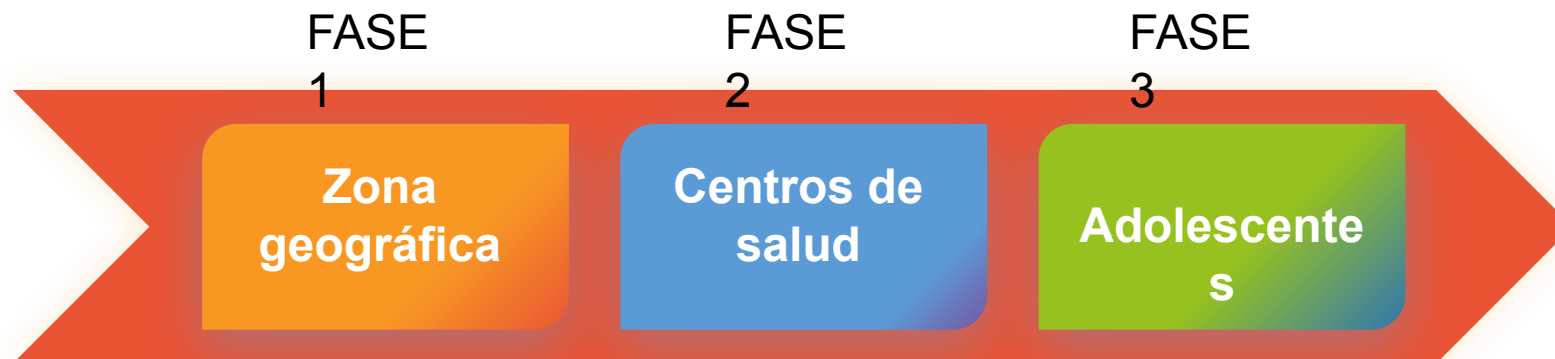 FASE
1
FASE
2
FASE
3
Zona
geográfica
Centros de
salud
Adolescente
s